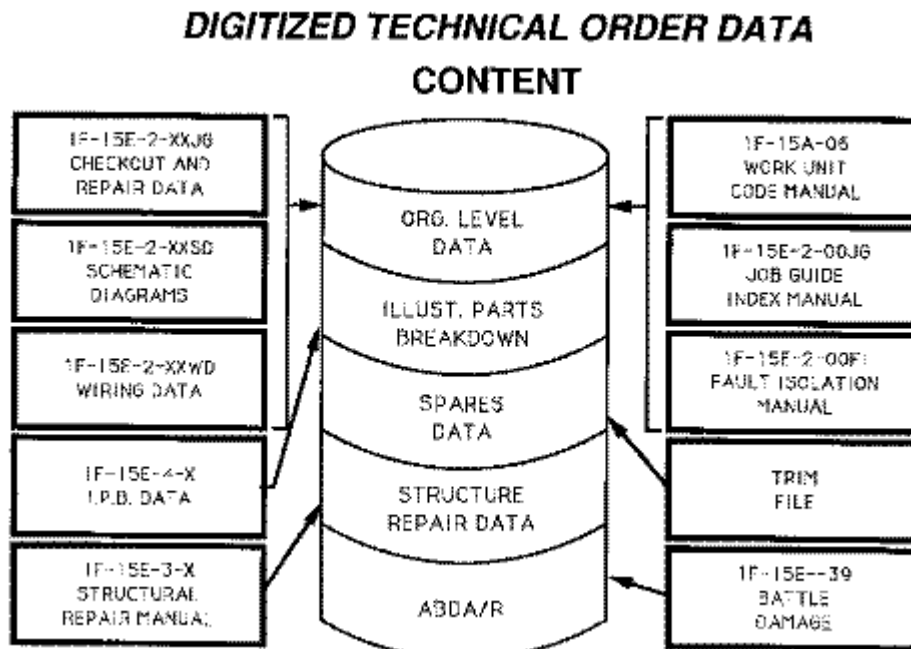 DIGITIZED TECHNICAL ORDER DATA
CONTENT
1F-15E-2-XXJG
CHECKOUT AND
REPAIR DATA
1F-15E-2-XXSD
SCHEMATIC
DIAGRAMS
1F-15E-2-XXWD
WIRING DATA
1F-15E-4-X
I.P.B. DATA
1F-15E-3-X
STRUCTURAL
REPAIR MANUAL
ORG. LEVEL
DATA
ILLUST. PARTS
BREAKDOWN
SPARES
DATA
STRUCTURE
REPAIR DATA
ABDA/R
1F-15A-06
WORK UNIT
CODE MANUAL
1F-15E-2-00JG
JOB GUIDE
INDEX MANUAL
1F-15E-2-00FI
FAULT ISOLATION
MANUAL
TRIM
FILE
1F-15E--39
BATTLE
DAMAGE